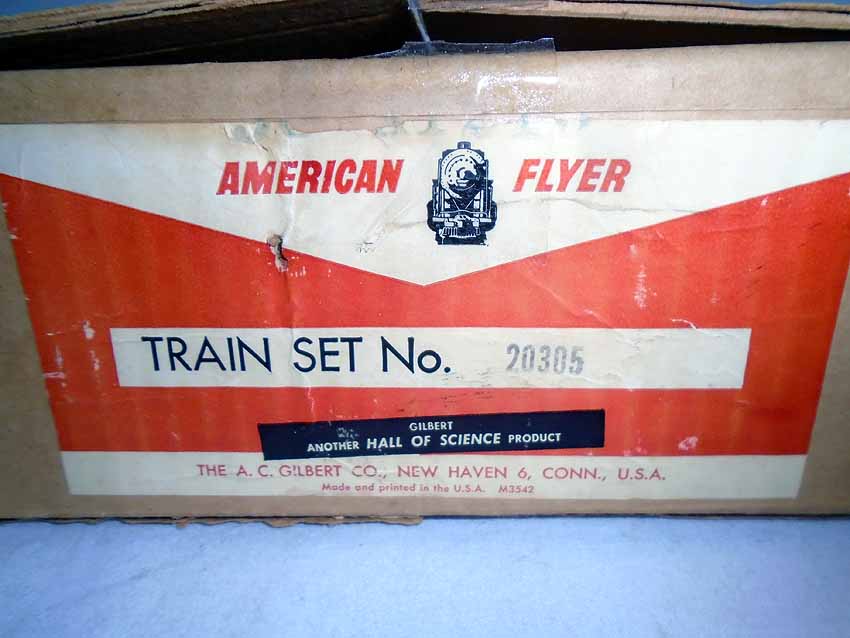 AMERICAN FLYER
TRAIN SET No. 20305
GILBERT
ANOTHER HALL OF SCIENCE PRODUCT
THE A. C. GILBERT CO., NEW HAVEN 6, CONN., U.S.A.
Made and printed in the U.S.A. M3542